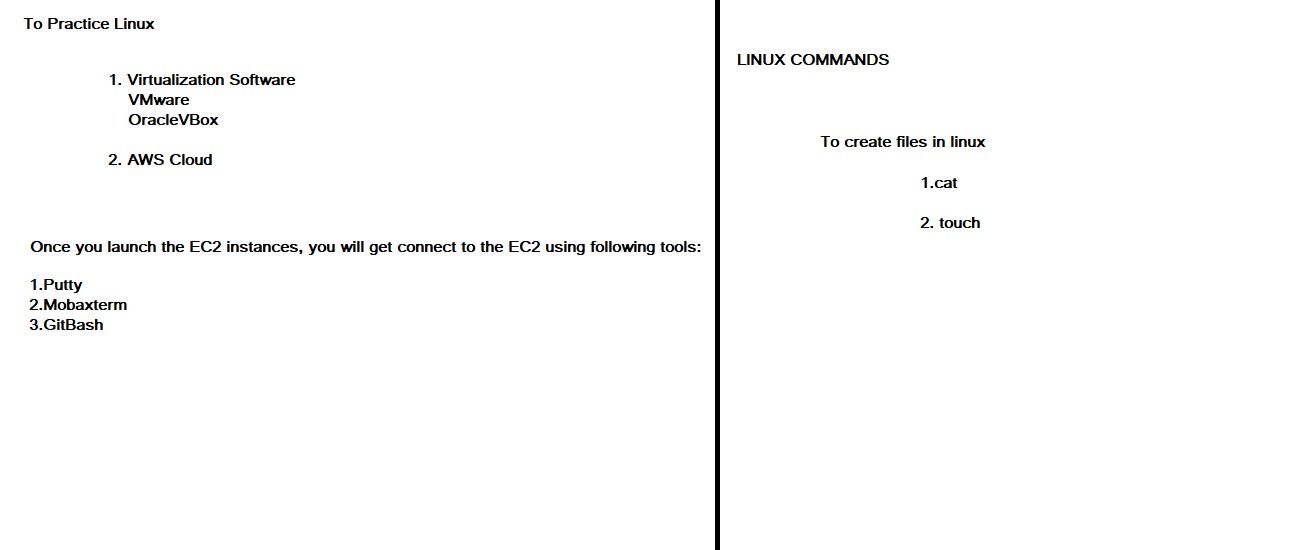 To Practice Linux
1. Virtualization Software
VMware
OracleVBox
2. AWS Cloud
Once you launch the EC2 instances, you will get connect to the EC2 using following tools:
1.Putty
2.Mobaxterm
3.GitBash
LINUX COMMANDS
To create files in linux
1.cat
2. touch